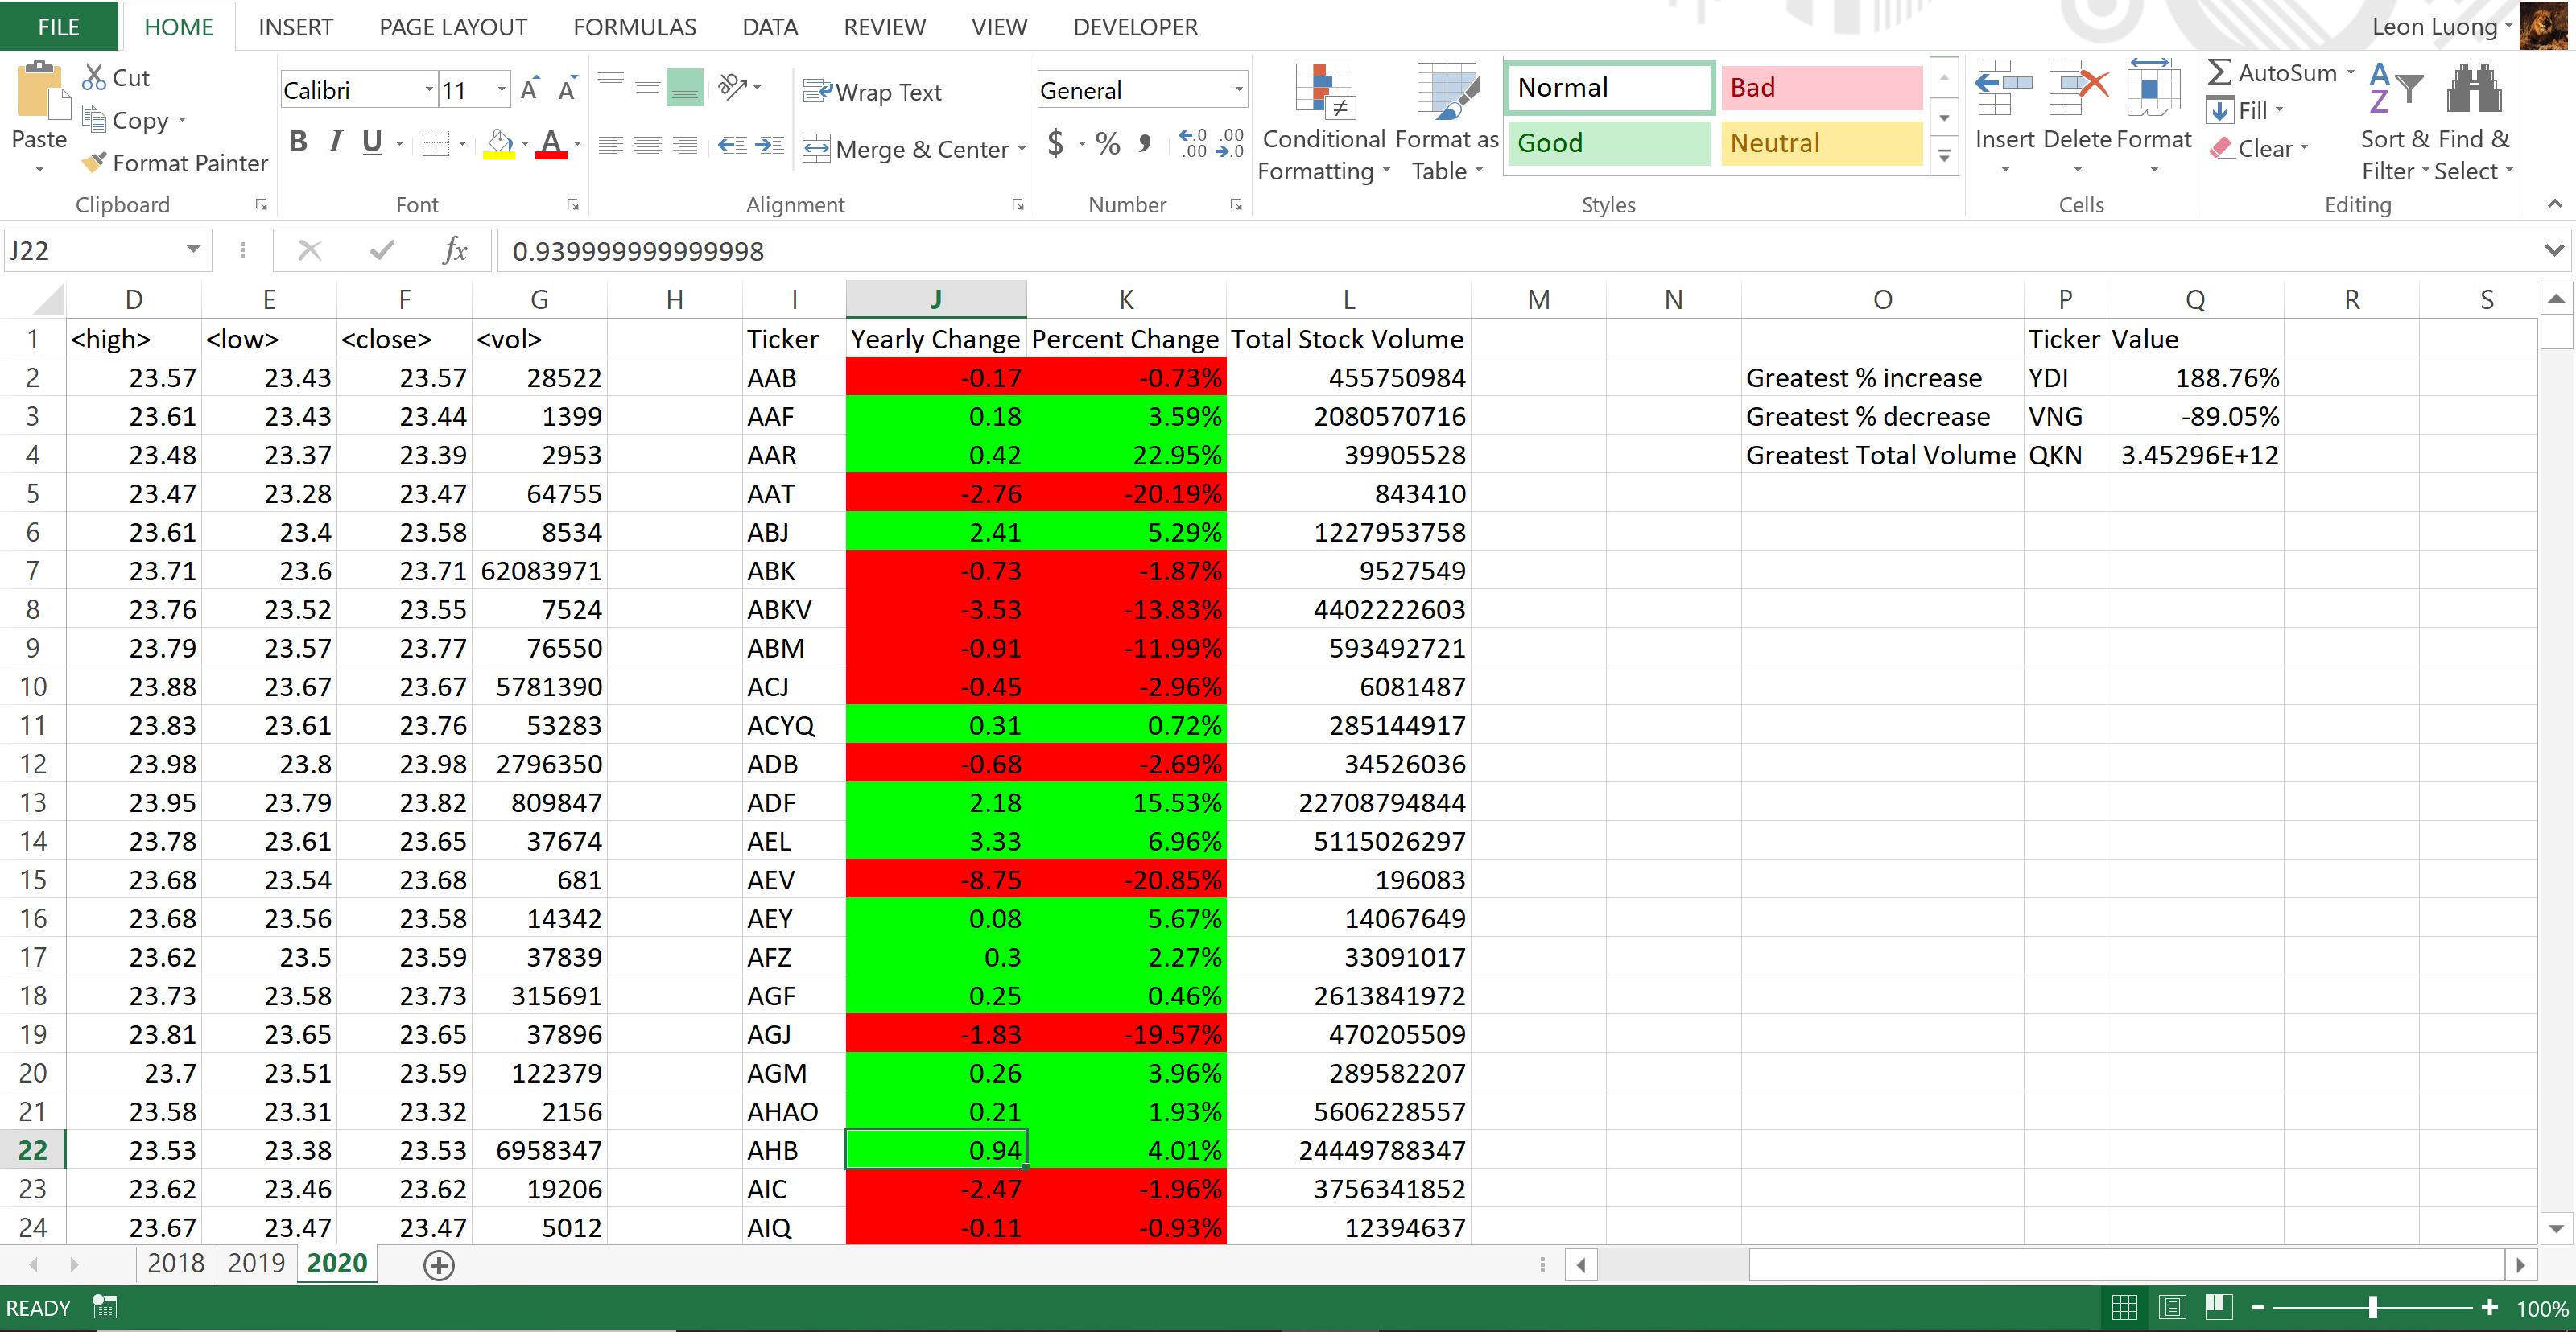 FILE HOME INSERT PAGE LAYOUT FORMULAS DATA REVIEW VIEW DEVELOPER Leon Luong
Paste
Cut
Copy
Format Painter
Clipboard
Calibri 11
B I U
Font
Wrap Text
Merge & Center
Alignment
General
$ % ,
Number
Conditional Formatting
Format as Table
Normal Bad
Good Neutral
Styles
Insert Delete Format
Cells
AutoSum
Fill
Clear
Sort & Filter
Find & Select
Editing
J22 fx 0.939999999999998
D E F G H I J K L M N O P Q R S
1 <high> <low> <close> <vol> Ticker Yearly Change Percent Change Total Stock Volume Ticker Value
2 23.57 23.43 23.57 28522 AAB -0.17 -0.73% 455750984 Greatest % increase YDI 188.76%
3 23.61 23.43 23.44 1399 AAF 0.18 3.59% 2080570716 Greatest % decrease VNG -89.05%
4 23.48 23.37 23.39 2953 AAR 0.42 22.95% 39905528 Greatest Total Volume QKN 3.45296E+12
5 23.47 23.28 23.47 64755 AAT -2.76 -20.19% 843410
6 23.61 23.4 23.58 8534 ABJ 2.41 5.29% 1227953758
7 23.71 23.6 23.71 62083971 ABK -0.73 -1.87% 9527549
8 23.76 23.52 23.55 7524 ABKV -3.53 -13.83% 4402222603
9 23.79 23.57 23.77 76550 ABM -0.91 -11.99% 593492721
10 23.88 23.67 23.67 5781390 ACJ -0.45 -2.96% 6081487
11 23.83 23.61 23.76 53283 ACYQ 0.31 0.72% 285144917
12 23.98 23.8 23.98 2796350 ADB -0.68 -2.69% 34526036
13 23.95 23.79 23.82 809847 ADF 2.18 15.53% 22708794844
14 23.78 23.61 23.65 37674 AEL 3.33 6.96% 5115026297
15 23.68 23.54 23.68 681 AEV -8.75 -20.85% 196083
16 23.68 23.56 23.58 14342 AEY 0.08 5.67% 14067649
17 23.62 23.5 23.59 37839 AFZ 0.3 2.27% 33091017
18 23.73 23.58 23.73 315691 AGF 0.25 0.46% 2613841972
19 23.81 23.65 23.65 37896 AGJ -1.83 -19.57% 470205509
20 23.7 23.51 23.59 122379 AGM 0.26 3.96% 289582207
21 23.58 23.31 23.32 2156 AHAO 0.21 1.93% 5606228557
22 23.53 23.38 23.53 6958347 AHB 0.94 4.01% 24449788347
23 23.62 23.46 23.62 19206 AIC -2.47 -1.96% 3756341852
24 23.67 23.47 23.47 5012 AIQ -0.11 -0.93% 12394637
2018 2019 2020
READY 100%